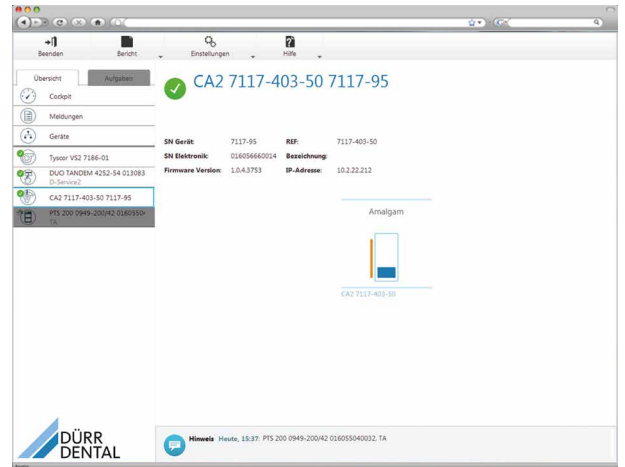 Beenden
Bericht
Einstellungen
Hilfe
Übersicht
Aufgaben
Cockpit
Meldungen
Geräte
Tyscor VS2 7186-01
DUO TANDEM 4252-54 013083
D-Service2
CA2 7117-403-50 7117-95
PTS 200 0949-200/42 0160550
TA
CA2 7117-403-50 7117-95
SN Gerät: 7117-95 REF: 7117-403-50
SN Elektronik: 016056660014 Bezeichnung:
Firmware Version: 1.0.4.3753 IP-Adresse: 10.2.22.212
Amalgam
CA2 7117-403-50
DÜRR
DENTAL
Hinweis Heute, 15:37: PTS 200 0949-200/42 016055040032, TA